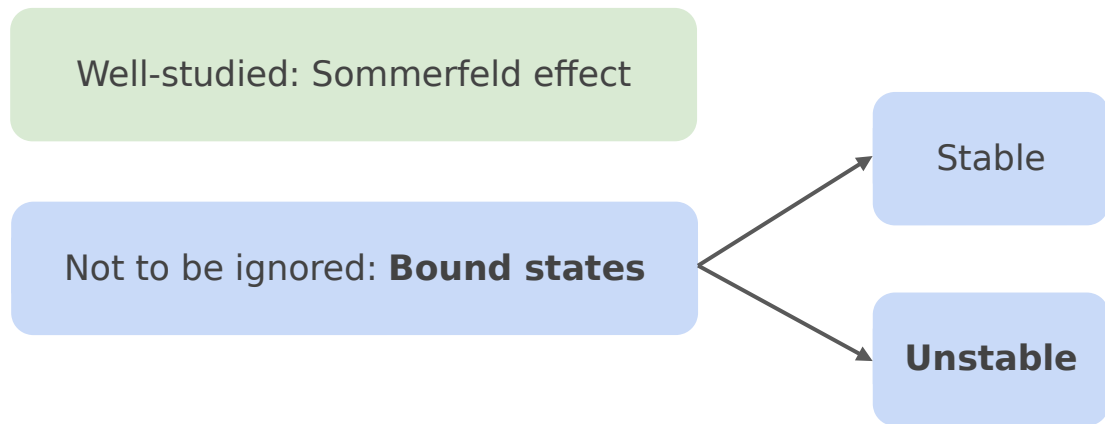 Well-studied: Sommerfeld effect
Stable
Not to be ignored: Bound states
Unstable